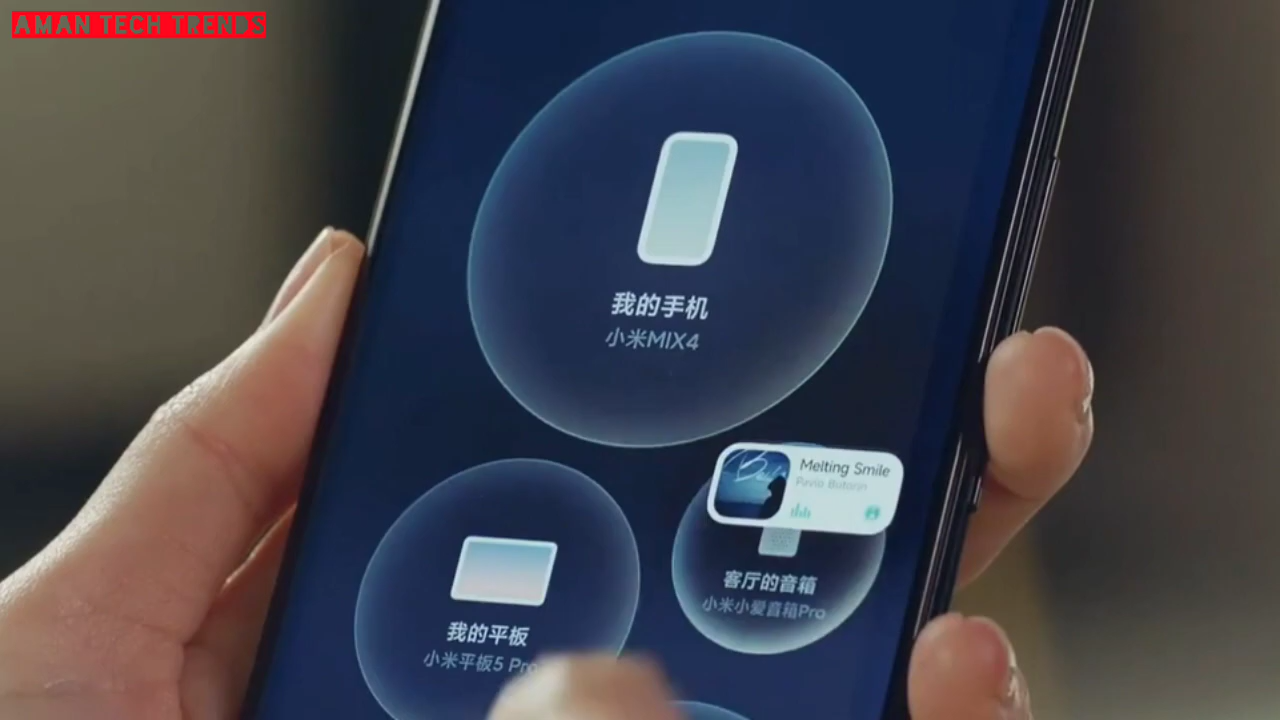 AMAN TECH TRENDS
我的手机
小米MIX4
Melting Smile
我的平板
小米平板5 Pro
客厅的音箱
小米小爱音箱Pro